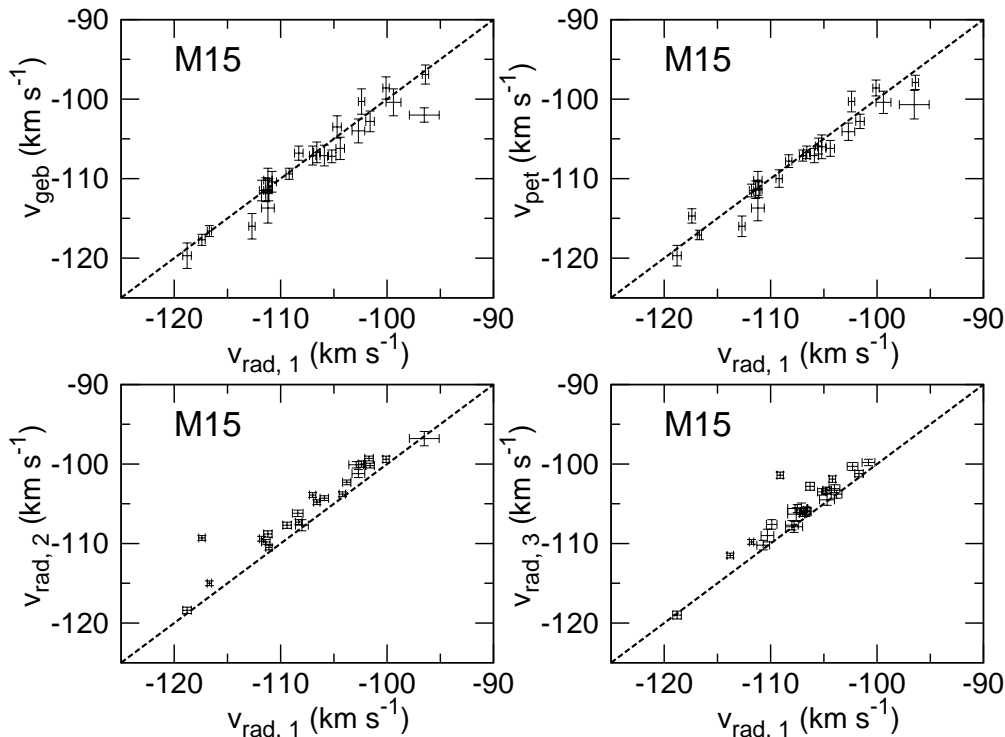 -90
-100
-110
-120
v_geb (km s^-1)
M15
-120 -110 -100 -90
v_rad, 1 (km s^-1)
-90
-100
-110
-120
v_pet (km s^-1)
M15
-120 -110 -100 -90
v_rad, 1 (km s^-1)
-90
-100
-110
-120
v_rad, 2 (km s^-1)
M15
-120 -110 -100 -90
v_rad, 1 (km s^-1)
-90
-100
-110
-120
v_rad, 3 (km s^-1)
M15
-120 -110 -100 -90
v_rad, 1 (km s^-1)